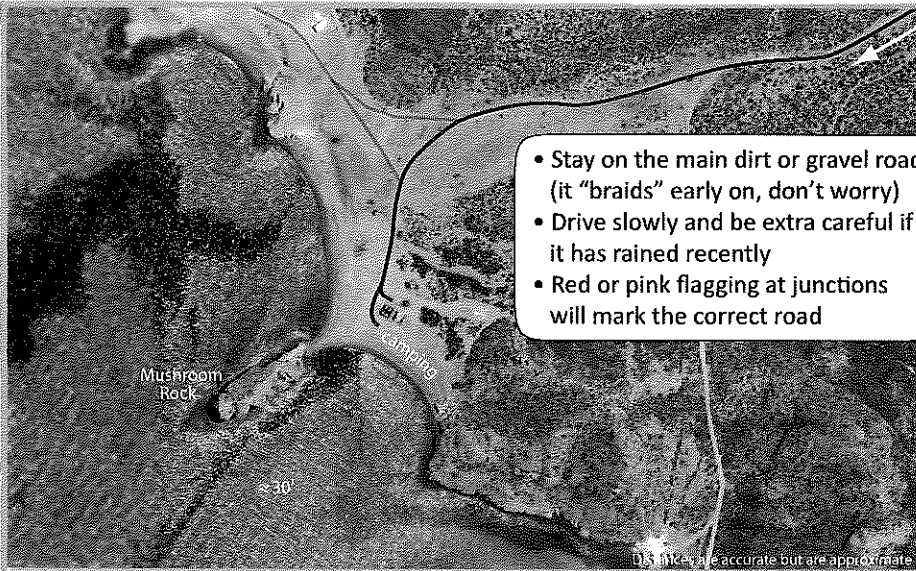 • Stay on the main dirt or gravel road
(it “braids” early on, don’t worry)
• Drive slowly and be extra careful if
it has rained recently
• Red or pink flagging at junctions
will mark the correct road
camping
Mushroom
Rock
≈30'
Distances are accurate but are approximate